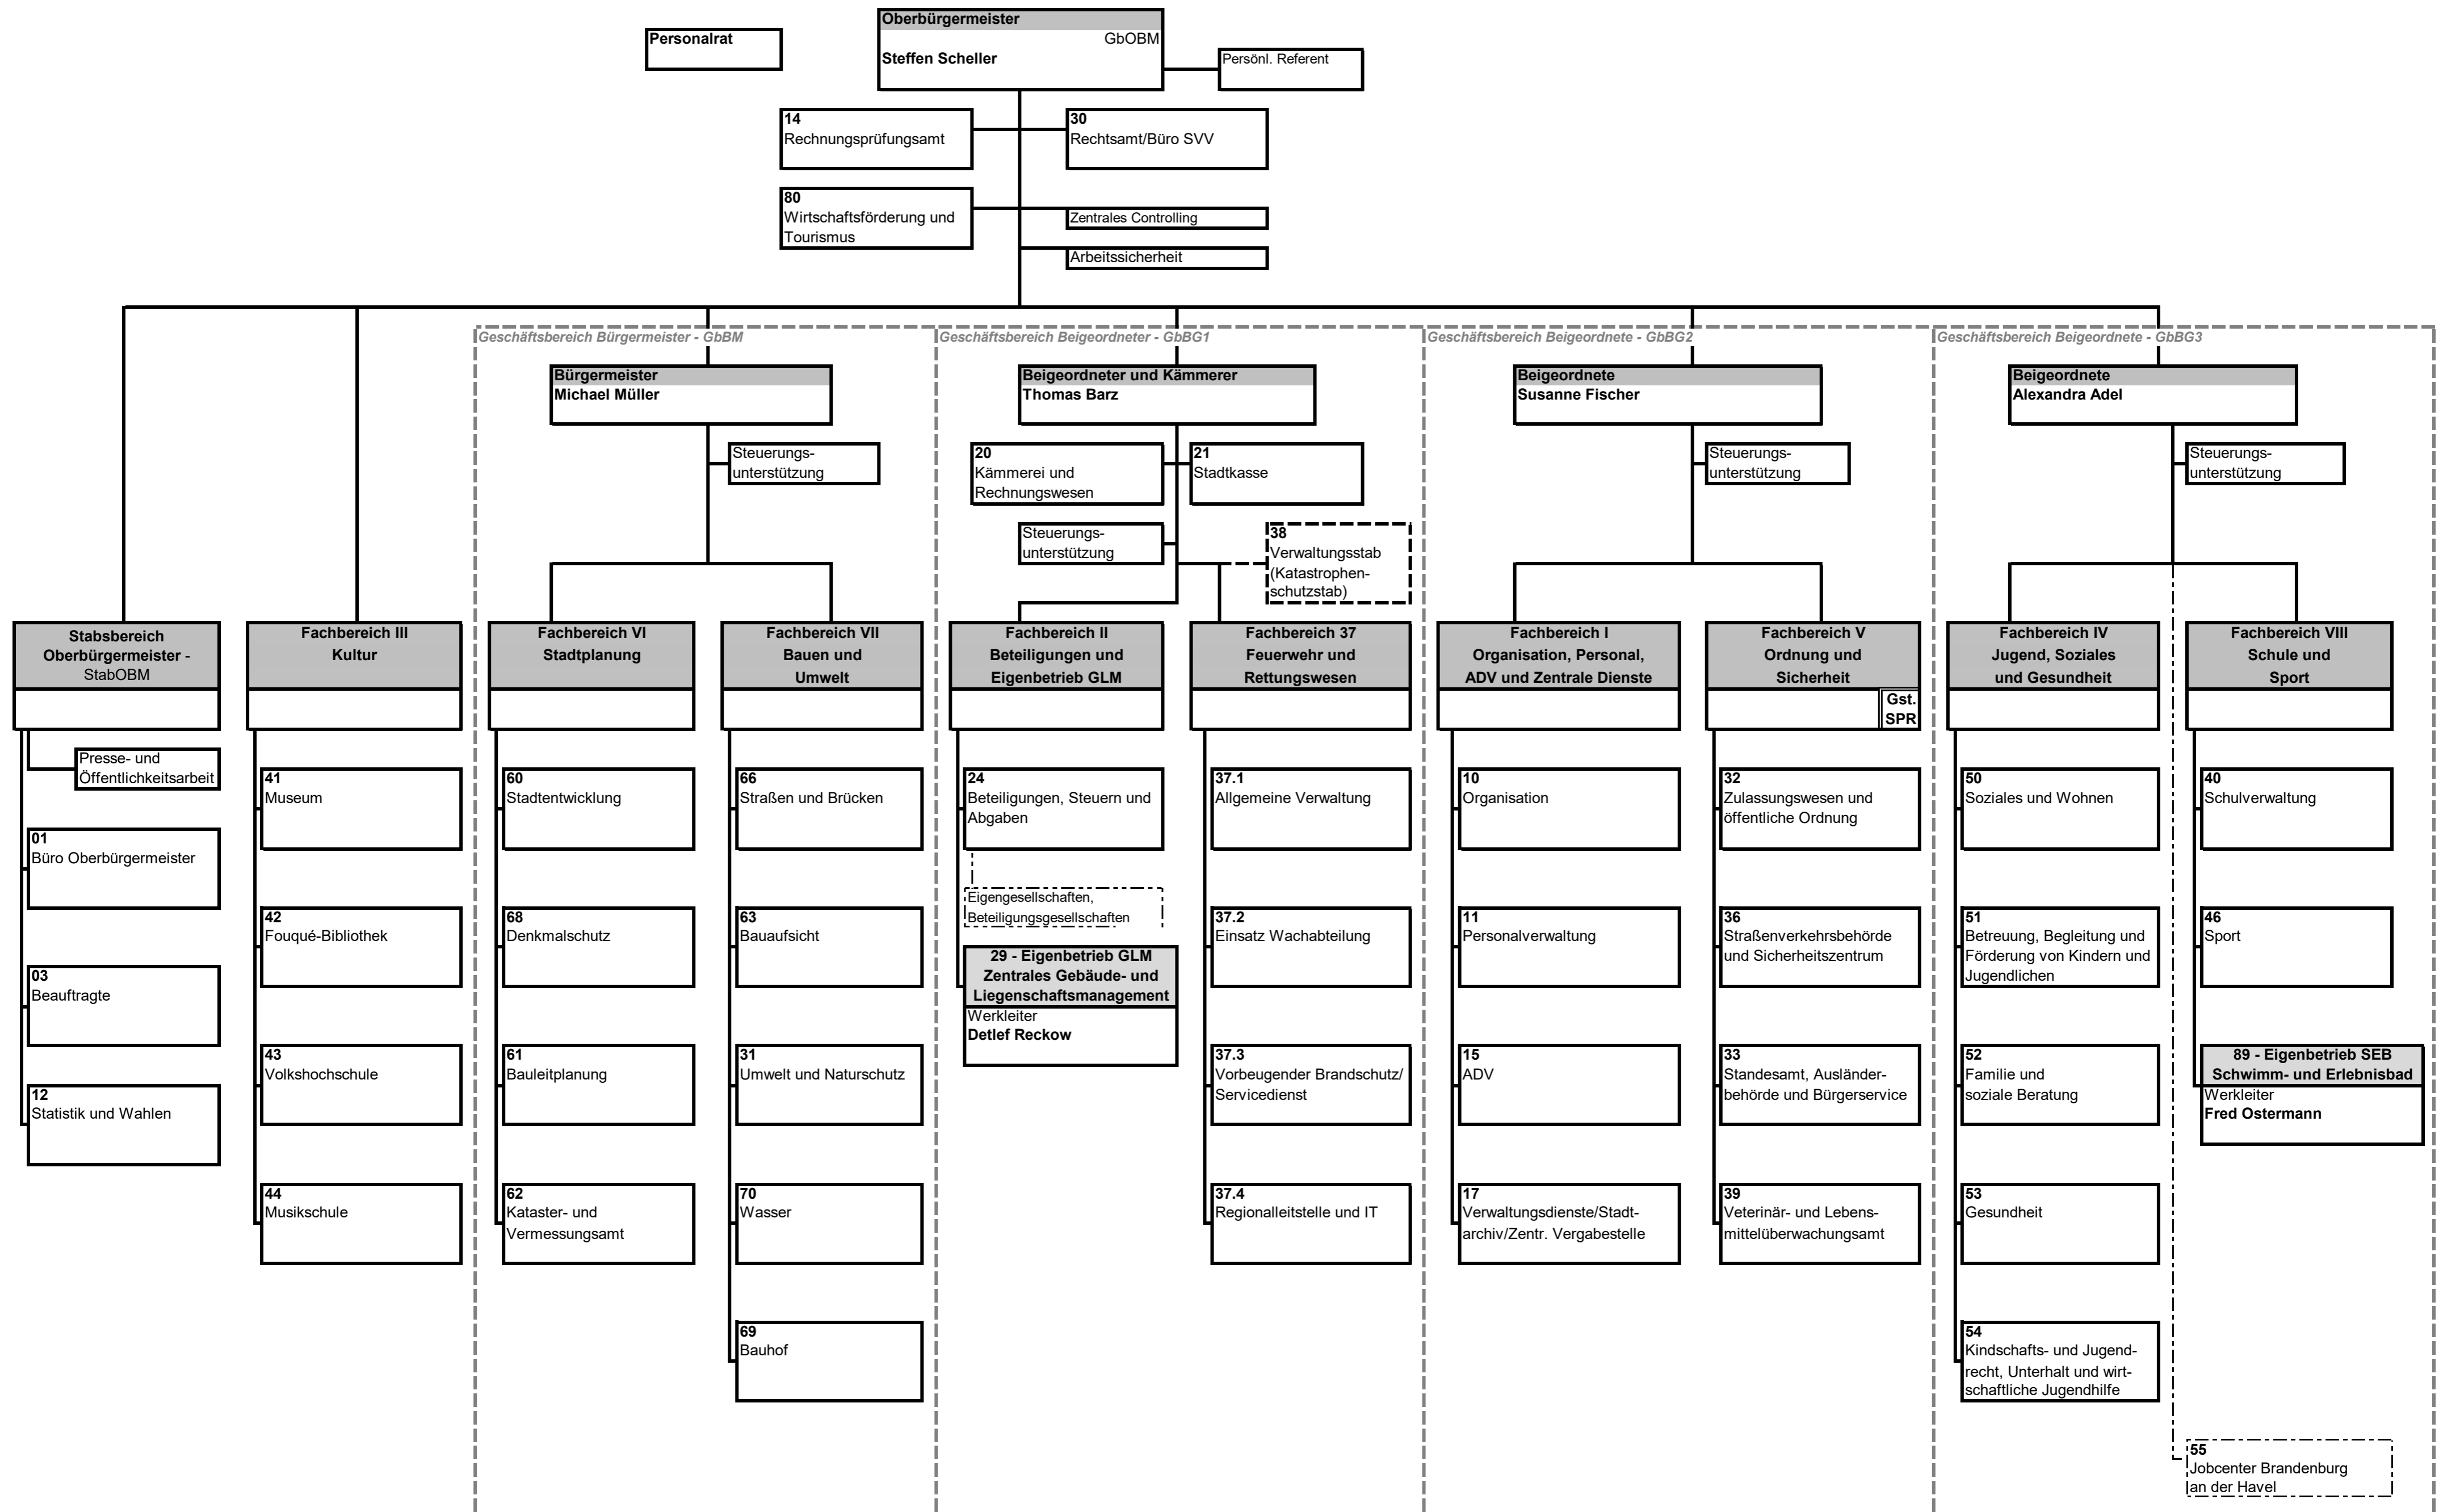 Personalrat
Oberbürgermeister
GbOBM
Steffen Scheller
Persönl. Referent
14
Rechnungsprüfungsamt
30
Rechtsamt/Büro SVV
80
Wirtschaftsförderung und
Tourismus
Zentrales Controlling
Arbeitssicherheit
Geschäftsbereich Bürgermeister - GbBM
Geschäftsbereich Beigeordneter - GbBG1
Geschäftsbereich Beigeordnete - GbBG2
Geschäftsbereich Beigeordnete - GbBG3
Bürgermeister
Michael Müller
Beigeordneter und Kämmerer
Thomas Barz
Beigeordnete
Susanne Fischer
Beigeordnete
Alexandra Adel
Steuerungs-
unterstützung
20
Kämmerei und
Rechnungswesen
21
Stadtkasse
Steuerungs-
unterstützung
38
Verwaltungsstab
(Katastrophen-
schutzstab)
Steuerungs-
unterstützung
Steuerungs-
unterstützung
Stabsbereich
Oberbürgermeister -
StabOBM
Presse- und
Öffentlichkeitsarbeit
01
Büro Oberbürgermeister
03
Beauftragte
12
Statistik und Wahlen
Fachbereich III
Kultur
41
Museum
42
Fouqué-Bibliothek
43
Volkshochschule
44
Musikschule
Fachbereich VI
Stadtplanung
60
Stadtentwicklung
68
Denkmalschutz
61
Bauleitplanung
62
Kataster- und
Vermessungsamt
Fachbereich VII
Bauen und
Umwelt
66
Straßen und Brücken
63
Bauaufsicht
31
Umwelt und Naturschutz
70
Wasser
69
Bauhof
Fachbereich II
Beteiligungen und
Eigenbetrieb GLM
24
Beteiligungen, Steuern und
Abgaben
Eigengesellschaften,
Beteiligungsgesellschaften
29 - Eigenbetrieb GLM
Zentrales Gebäude- und
Liegenschaftsmanagement
Werkleiter
Detlef Reckow
Fachbereich 37
Feuerwehr und
Rettungswesen
37.1
Allgemeine Verwaltung
37.2
Einsatz Wachabteilung
37.3
Vorbeugender Brandschutz/
Servicedienst
37.4
Regionalleitstelle und IT
Fachbereich I
Organisation, Personal,
ADV und Zentrale Dienste
10
Organisation
11
Personalverwaltung
15
ADV
17
Verwaltungsdienste/Stadt-
archiv/Zentr. Vergabestelle
Fachbereich V
Ordnung und
Sicherheit
Gst.
SPR
32
Zulassungswesen und
öffentliche Ordnung
36
Straßenverkehrsbehörde
und Sicherheitszentrum
33
Standesamt, Ausländer-
behörde und Bürgerservice
39
Veterinär- und Lebens-
mittelüberwachungsamt
Fachbereich IV
Jugend, Soziales
und Gesundheit
50
Soziales und Wohnen
51
Betreuung, Begleitung und
Förderung von Kindern und
Jugendlichen
52
Familie und
soziale Beratung
53
Gesundheit
54
Kindschafts- und Jugend-
recht, Unterhalt und wirt-
schaftliche Jugendhilfe
Fachbereich VIII
Schule und
Sport
40
Schulverwaltung
46
Sport
89 - Eigenbetrieb SEB
Schwimm- und Erlebnisbad
Werkleiter
Fred Ostermann
55
Jobcenter Brandenburg
an der Havel